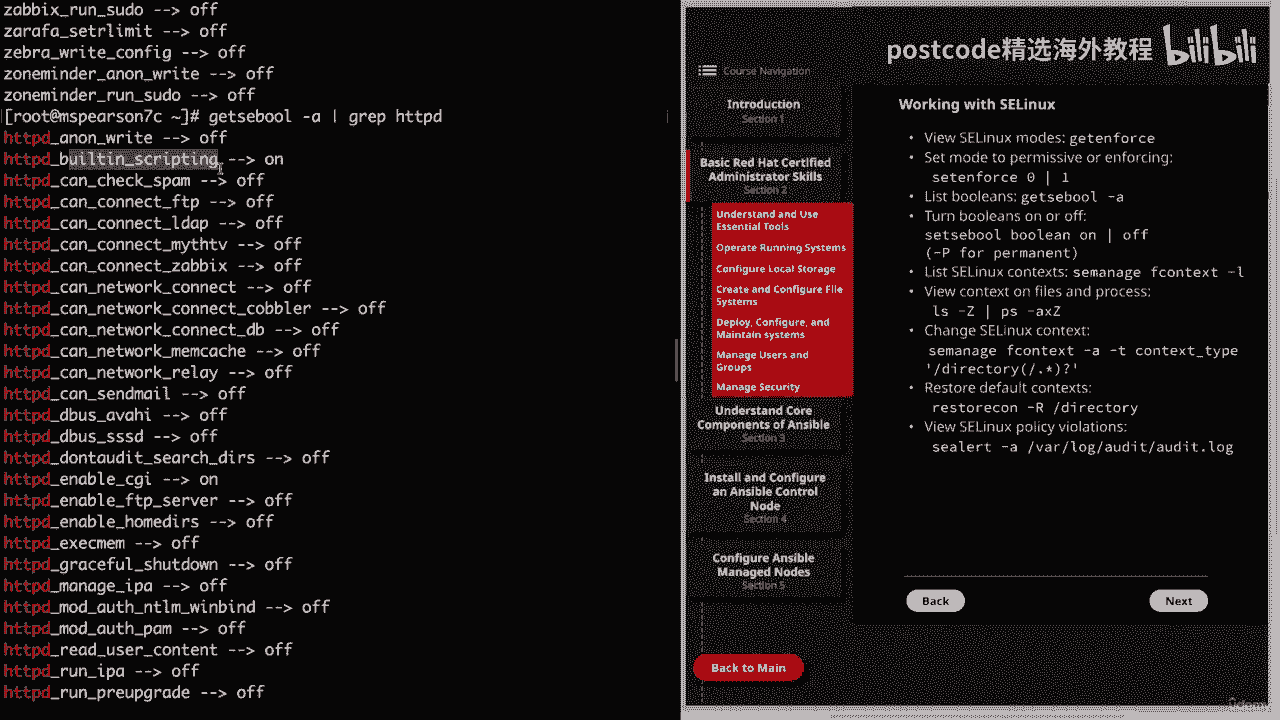 zabbix_run_sudo --> off
zarafa_setrlimit --> off
zebra_write_config --> off
zoneminder_anon_write --> off
zoneminder_run_sudo --> off
[root@mspearson7c ~]# getsebool -a | grep httpd
httpd_anon_write --> off
httpd_builtin_scripting --> on
httpd_can_check_spam --> off
httpd_can_connect_ftp --> off
httpd_can_connect_ldap --> off
httpd_can_connect_mythtv --> off
httpd_can_connect_zabbix --> off
httpd_can_network_connect --> off
httpd_can_network_connect_cobbler --> off
httpd_can_network_connect_db --> off
httpd_can_network_memcache --> off
httpd_can_network_relay --> off
httpd_can_sendmail --> off
httpd_dbus_avahi --> off
httpd_dbus_sssd --> off
httpd_dontaudit_search_dirs --> off
httpd_enable_cgi --> on
httpd_enable_ftp_server --> off
httpd_enable_homedirs --> off
httpd_execmem --> off
httpd_graceful_shutdown --> off
httpd_manage_ipa --> off
httpd_mod_auth_ntlm_winbind --> off
httpd_mod_auth_pam --> off
httpd_read_user_content --> off
httpd_run_ipa --> off
httpd_run_preupgrade --> off
postcode精选海外教程 bilibili
Course Navigation
Introduction
Section 1
Basic Red Hat Certified
Administrator Skills
Section 2
Understand and Use
Essential Tools
Operate Running Systems
Configure Local Storage
Create and Configure File
Systems
Deploy, Configure, and
Maintain systems
Manage Users and
Groups
Manage Security
Understand Core
Components of Ansible
Section 3
Install and Configure
an Ansible Control
Node
Section 4
Configure Ansible
Managed Nodes
Section 5
Back to Main
Working with SELinux
• View SELinux modes: getenforce
• Set mode to permissive or enforcing:
setenforce 0 | 1
• List booleans: getsebool -a
• Turn booleans on or off:
setsebool boolean on | off
(-P for permanent)
• List SELinux contexts: semanage fcontext -l
• View context on files and process:
ls -Z | ps -axZ
• Change SELinux context:
semanage fcontext -a -t context_type
'/directory(/.*)?'
• Restore default contexts:
restorecon -R /directory
• View SELinux policy violations:
sealert -a /var/log/audit/audit.log
Back
Next
ûdemy